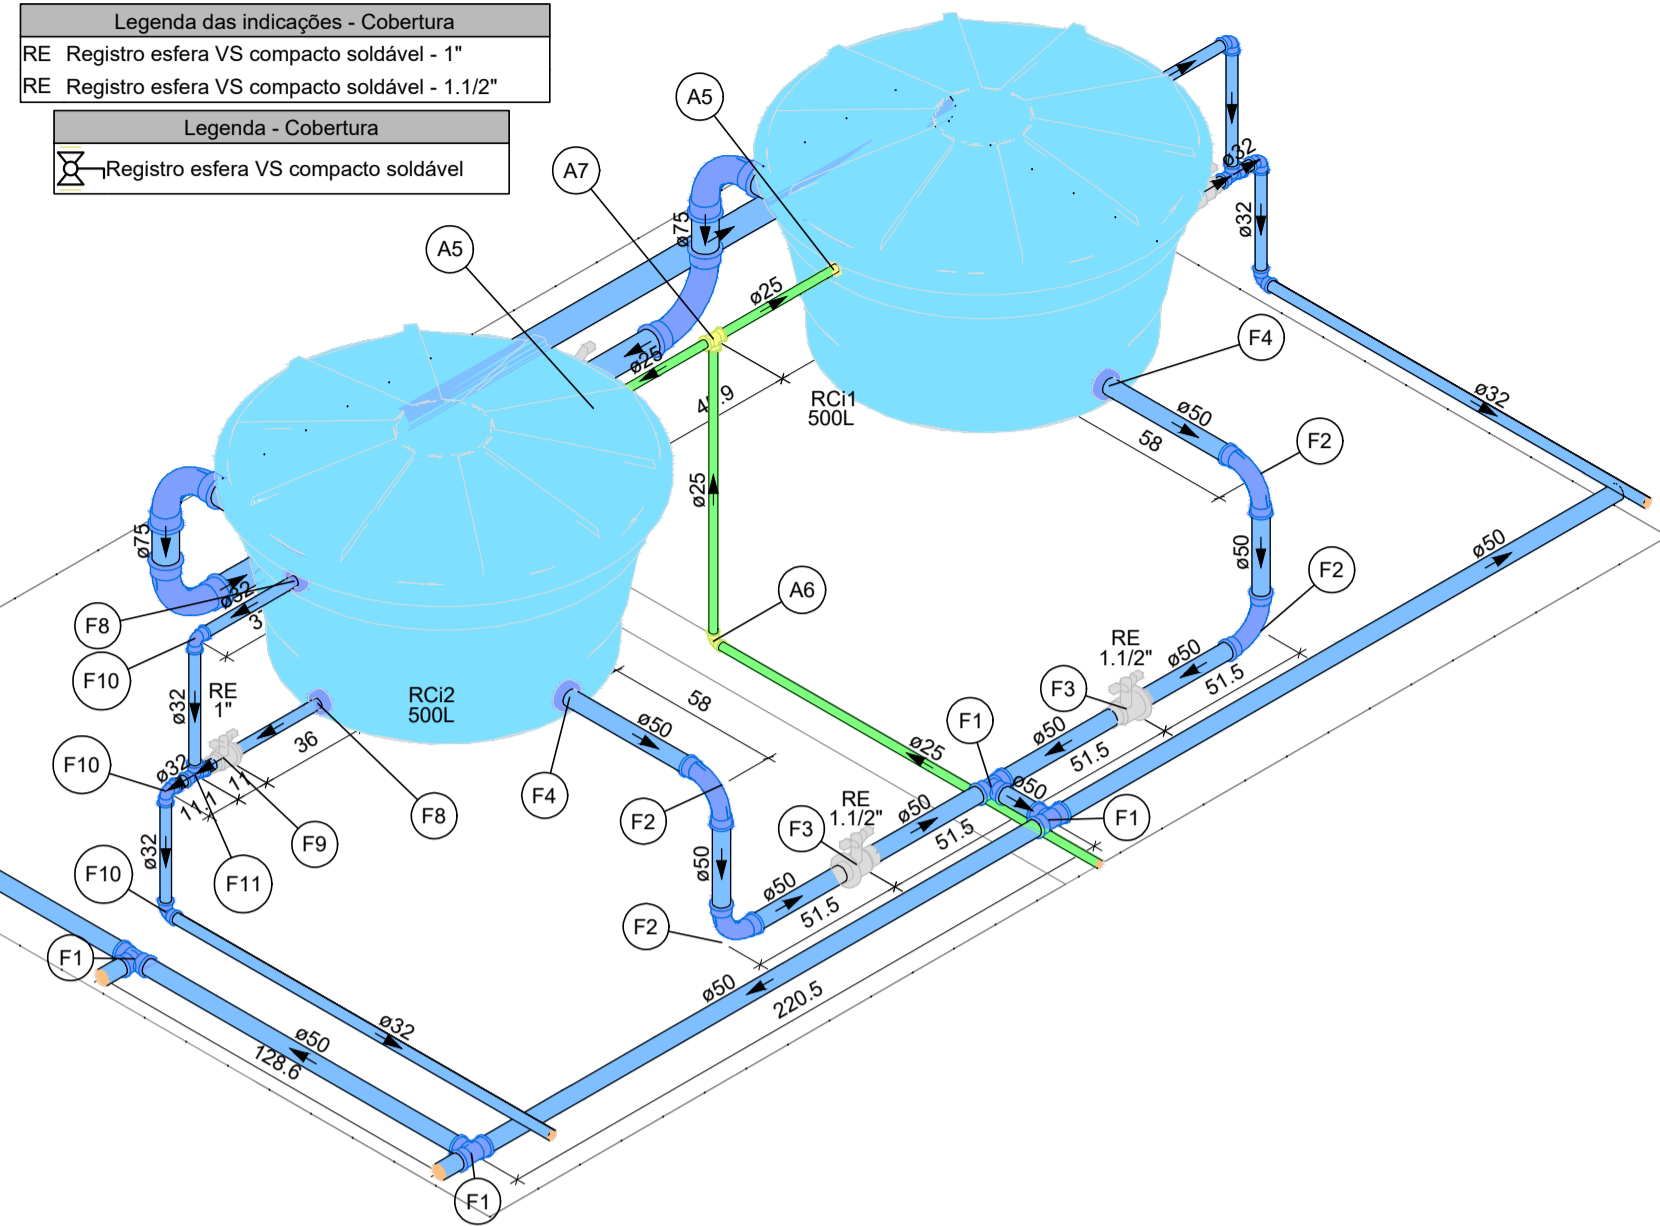 Legenda das indicações - Cobertura
RE Registro esfera VS compacto soldável - 1"
RE Registro esfera VS compacto soldável - 1.1/2"
Legenda - Cobertura
Registro esfera VS compacto soldável
A5
A7
A5
ø32
ø32
ø75
ø25
ø25
F4
RCi1
500L
ø50
58
F2
ø32
ø25
ø75
ø50
ø50
F2
A6
ø32
F8
F10
RE
1"
ø32
RCi2
500L
58
ø50
RE
1.1/2"
ø50
51.5
F3
F1
ø50
51.5
ø25
36
F10
ø32
11.1
11
F8
F4
F2
F9
F11
RE
1.1/2"
F3
ø50
51.5
ø50
F1
ø32
ø50
ø50
51.5
F10
F2
F1
ø50
220.5
ø32
ø50
128.6
F1